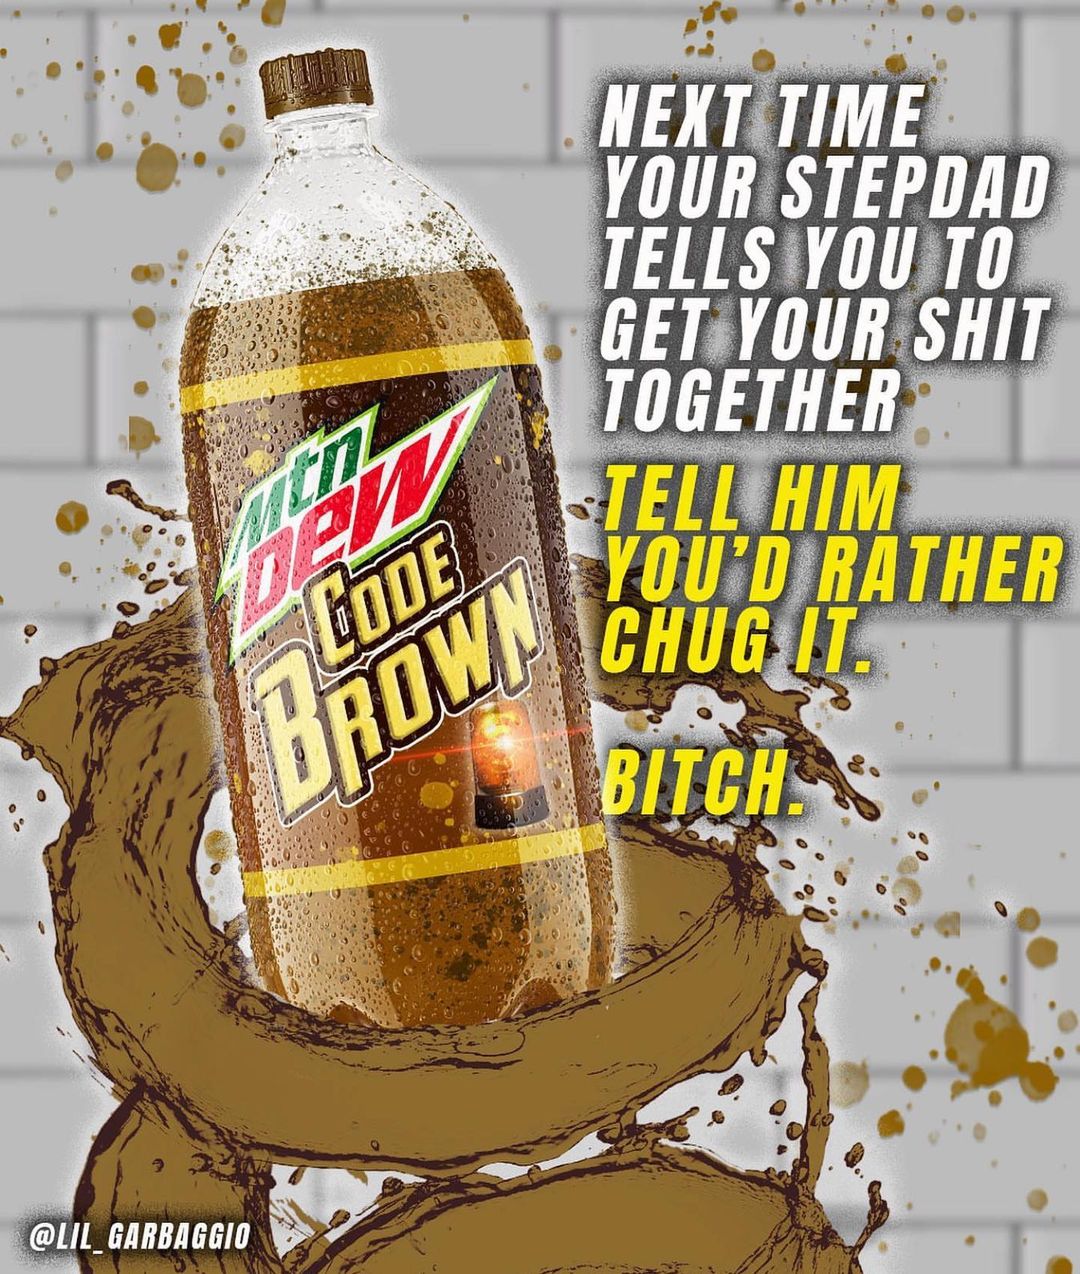 NEXT TIME
YOUR STEPDAD
TELLS YOU TO
GET YOUR SHIT
TOGETHER
TELL HIM
YOU'D RATHER
CHUG IT.
BITCH.
mtn
DEW
CODE
BROWN
@LIL_GARBAGGIO